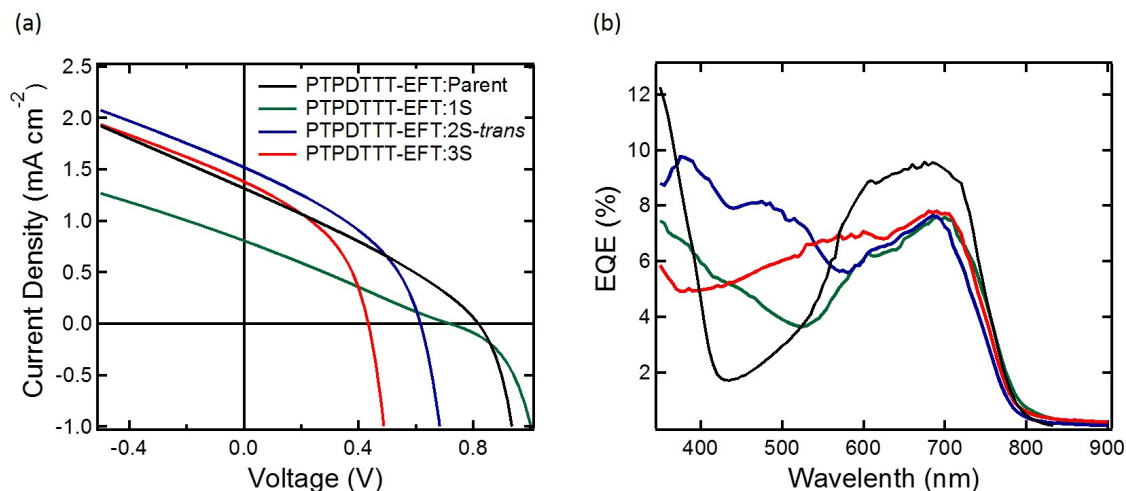 (a)
2.5
2.0
1.5
1.0
0.5
0.0
-0.5
-1.0
Current Density (mA cm-2)
PTPDTTT-EFT:Parent
PTPDTTT-EFT:1S
PTPDTTT-EFT:2S-trans
PTPDTTT-EFT:3S
-0.4
0.0
0.4
0.8
Voltage (V)
(b)
12
10
8
6
4
2
EQE (%)
400
500
600
700
800
900
Wavelenth (nm)